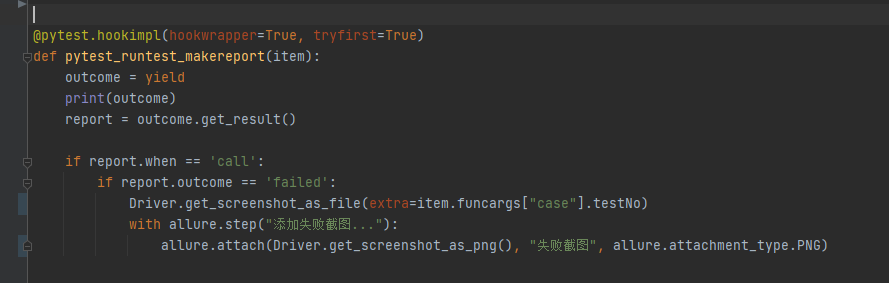 @pytest.hookimpl(hookwrapper=True, tryfirst=True)
def pytest_runtest_makereport(item):
    outcome = yield
    print(outcome)
    report = outcome.get_result()
    if report.when == 'call':
        if report.outcome == 'failed':
            Driver.get_screenshot_as_file(extra=item.funcargs["case"].testNo)
            with allure.step("添加失败截图..."):
                allure.attach(Driver.get_screenshot_as_png(), "失败截图", allure.attachment_type.PNG)